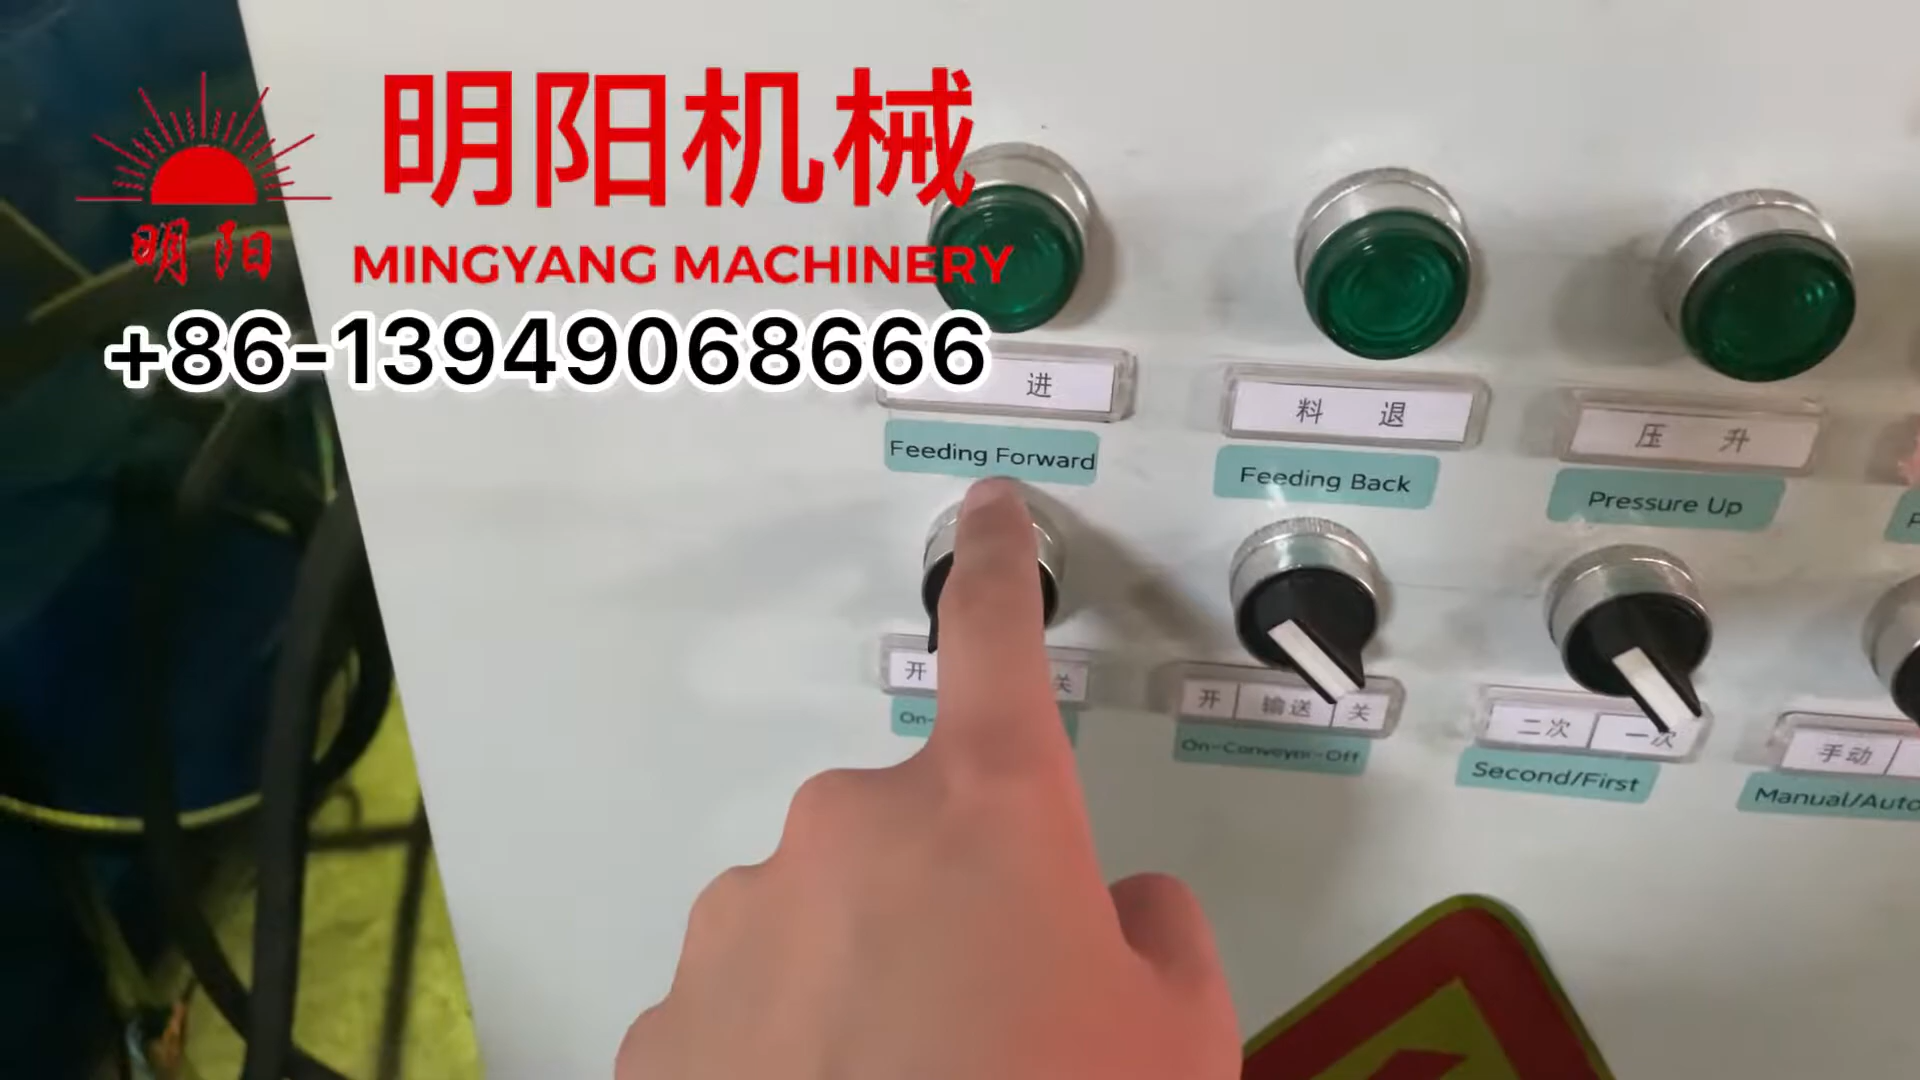 明阳机械
明阳
MINGYANG MACHINERY
+86-13949068666
进
料 退
压 升
Feeding Forward
Feeding Back
Pressure Up
开
关
开 输送 关
二次 一次
手动
On-
On-Conveyor-Off
Second/First
Manual/Auto